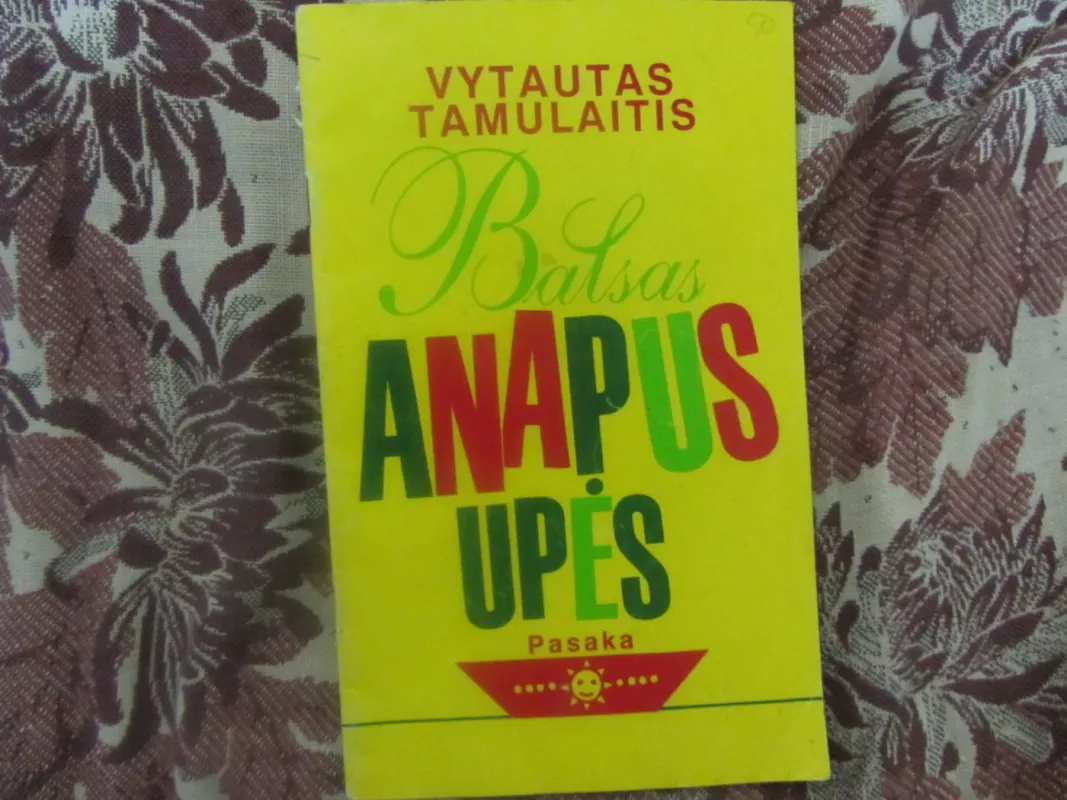 VYTAUTAS
TAMULAITIS
Balsas
ANAPUS
UPĖS
Pasaka